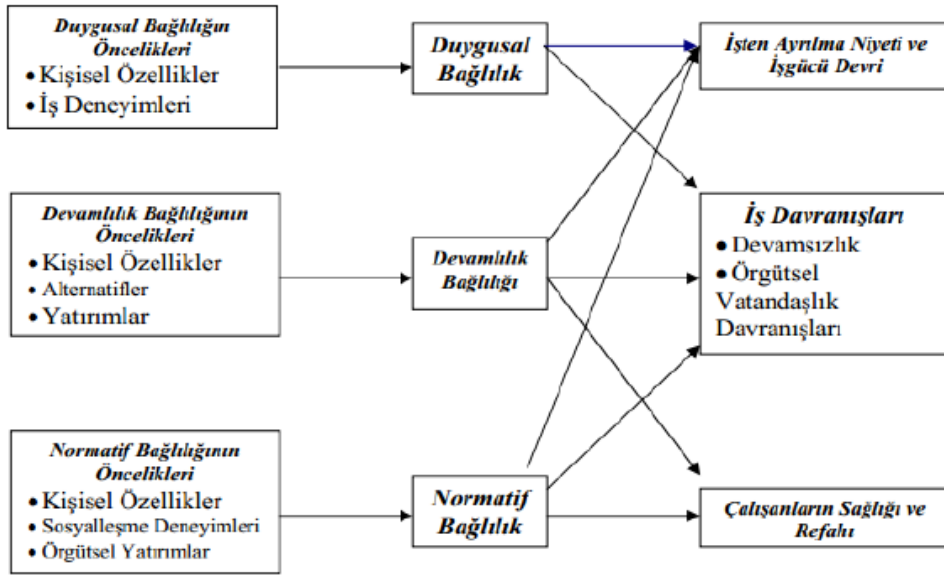 Duygusal Bağlılığın
Öncelikleri
• Kişisel Özellikler
• İş Deneyimleri
Duygusal
Bağlılık
İşten Ayrılma Niyeti ve
İşgücü Devri
Devamlılık Bağlılığının
Öncelikleri
• Kişisel Özellikler
• Alternatifler
• Yatırımlar
Devamlılık
Bağlılığı
İş Davranışları
• Devamsızlık
• Örgütsel
Vatandaşlık
Davranışları
Normatif Bağlılığının
Öncelikleri
• Kişisel Özellikler
• Sosyalleşme Deneyimleri
• Örgütsel Yatırımlar
Normatif
Bağlılık
Çalışanların Sağlığı ve
Refahı